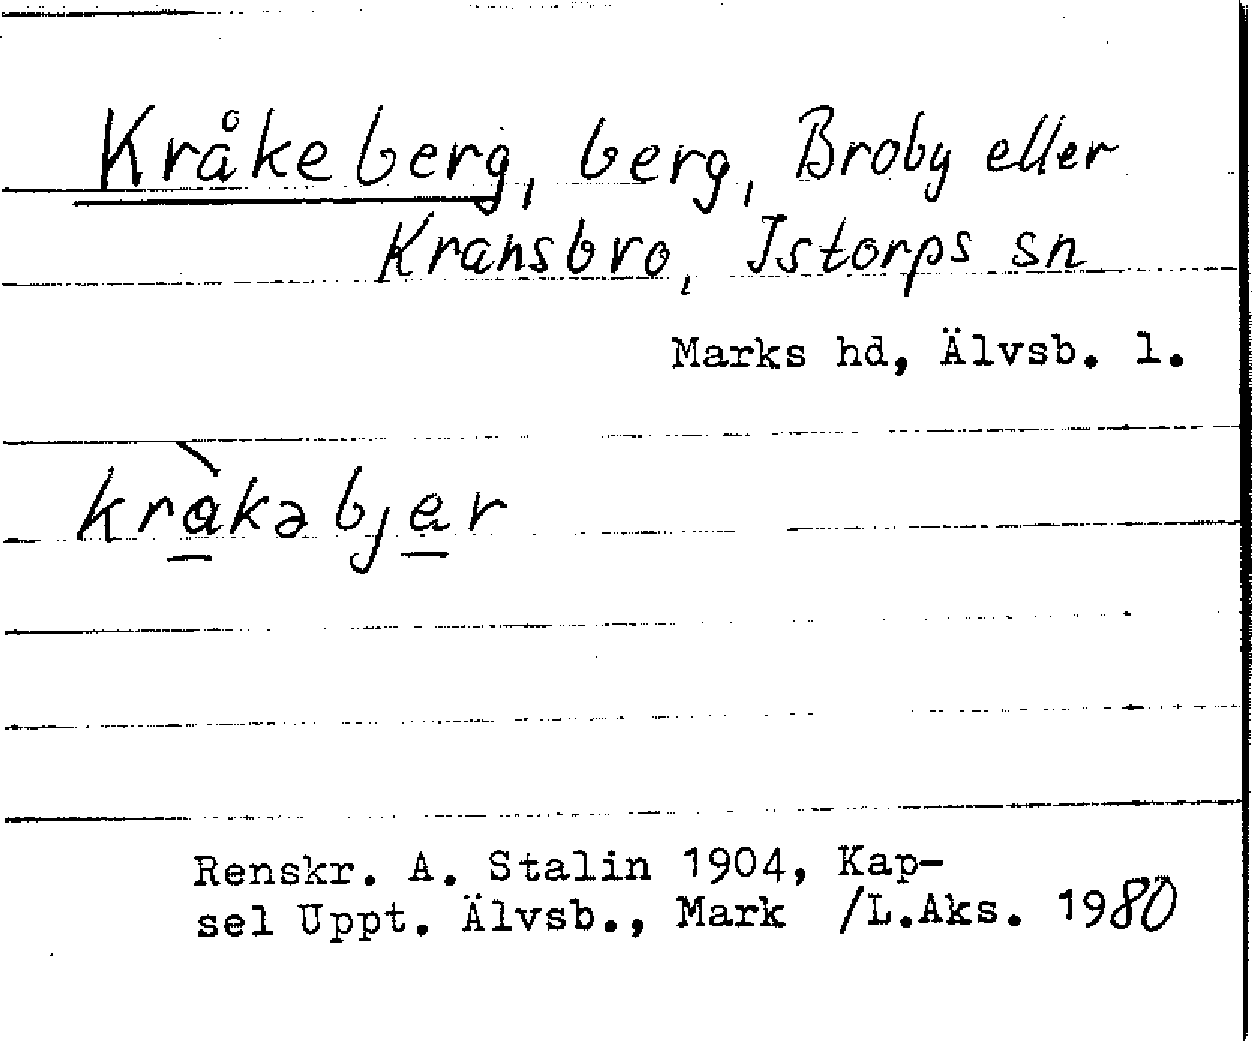 Kråkeberg, berg, Broby eller
Kransbro, Istorps sn
Marks hd, Älvsb. l.
kràkəbjer
Renskr. A. Stalin 1904, Kap-
sel Uppt. Älvsb., Mark /L.Aks. 1980